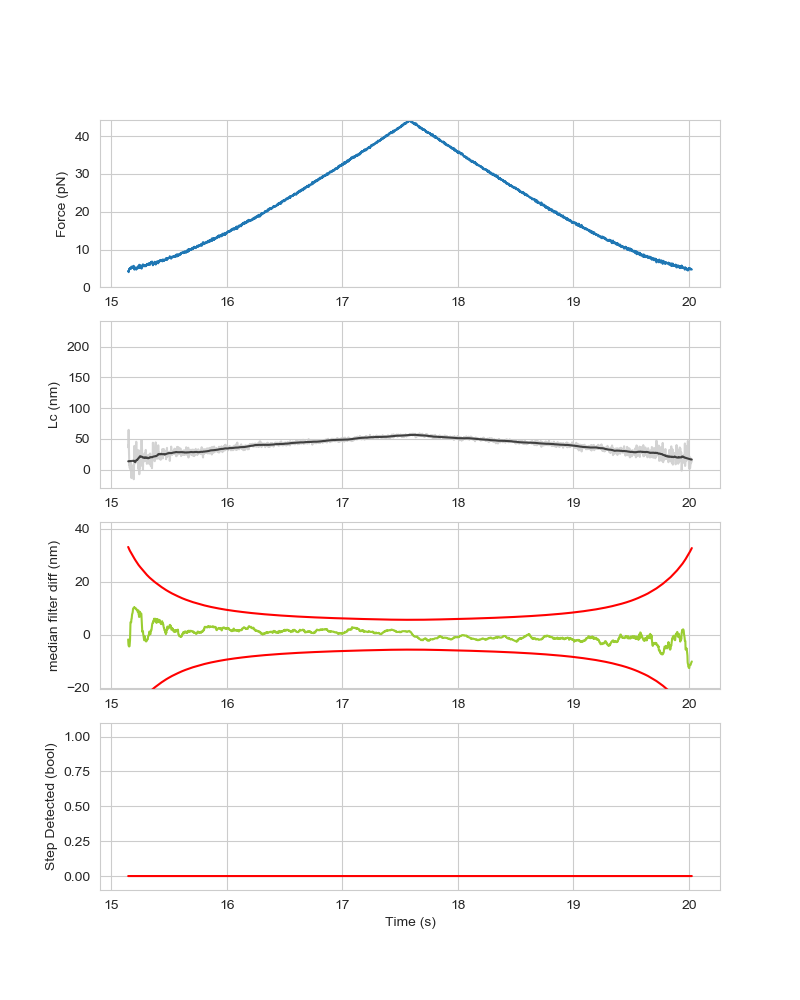 Force (pN)
40
30
20
10
0
15 16 17 18 19 20
Lc (nm)
200
150
100
50
0
15 16 17 18 19 20
median filter diff (nm)
40
20
0
−20
15 16 17 18 19 20
Step Detected (bool)
1.00
0.75
0.50
0.25
0.00
15 16 17 18 19 20
Time (s)